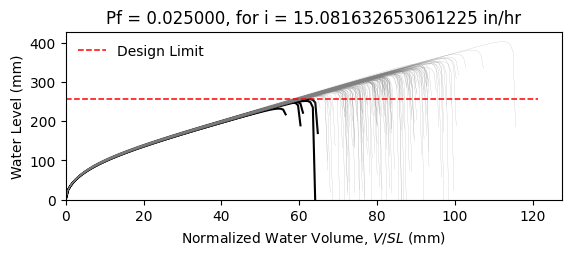 Pf = 0.025000, for i = 15.081632653061225 in/hr
Design Limit
Water Level (mm)
400
300
200
100
0
0 20 40 60 80 100 120
Normalized Water Volume, V/SL (mm)